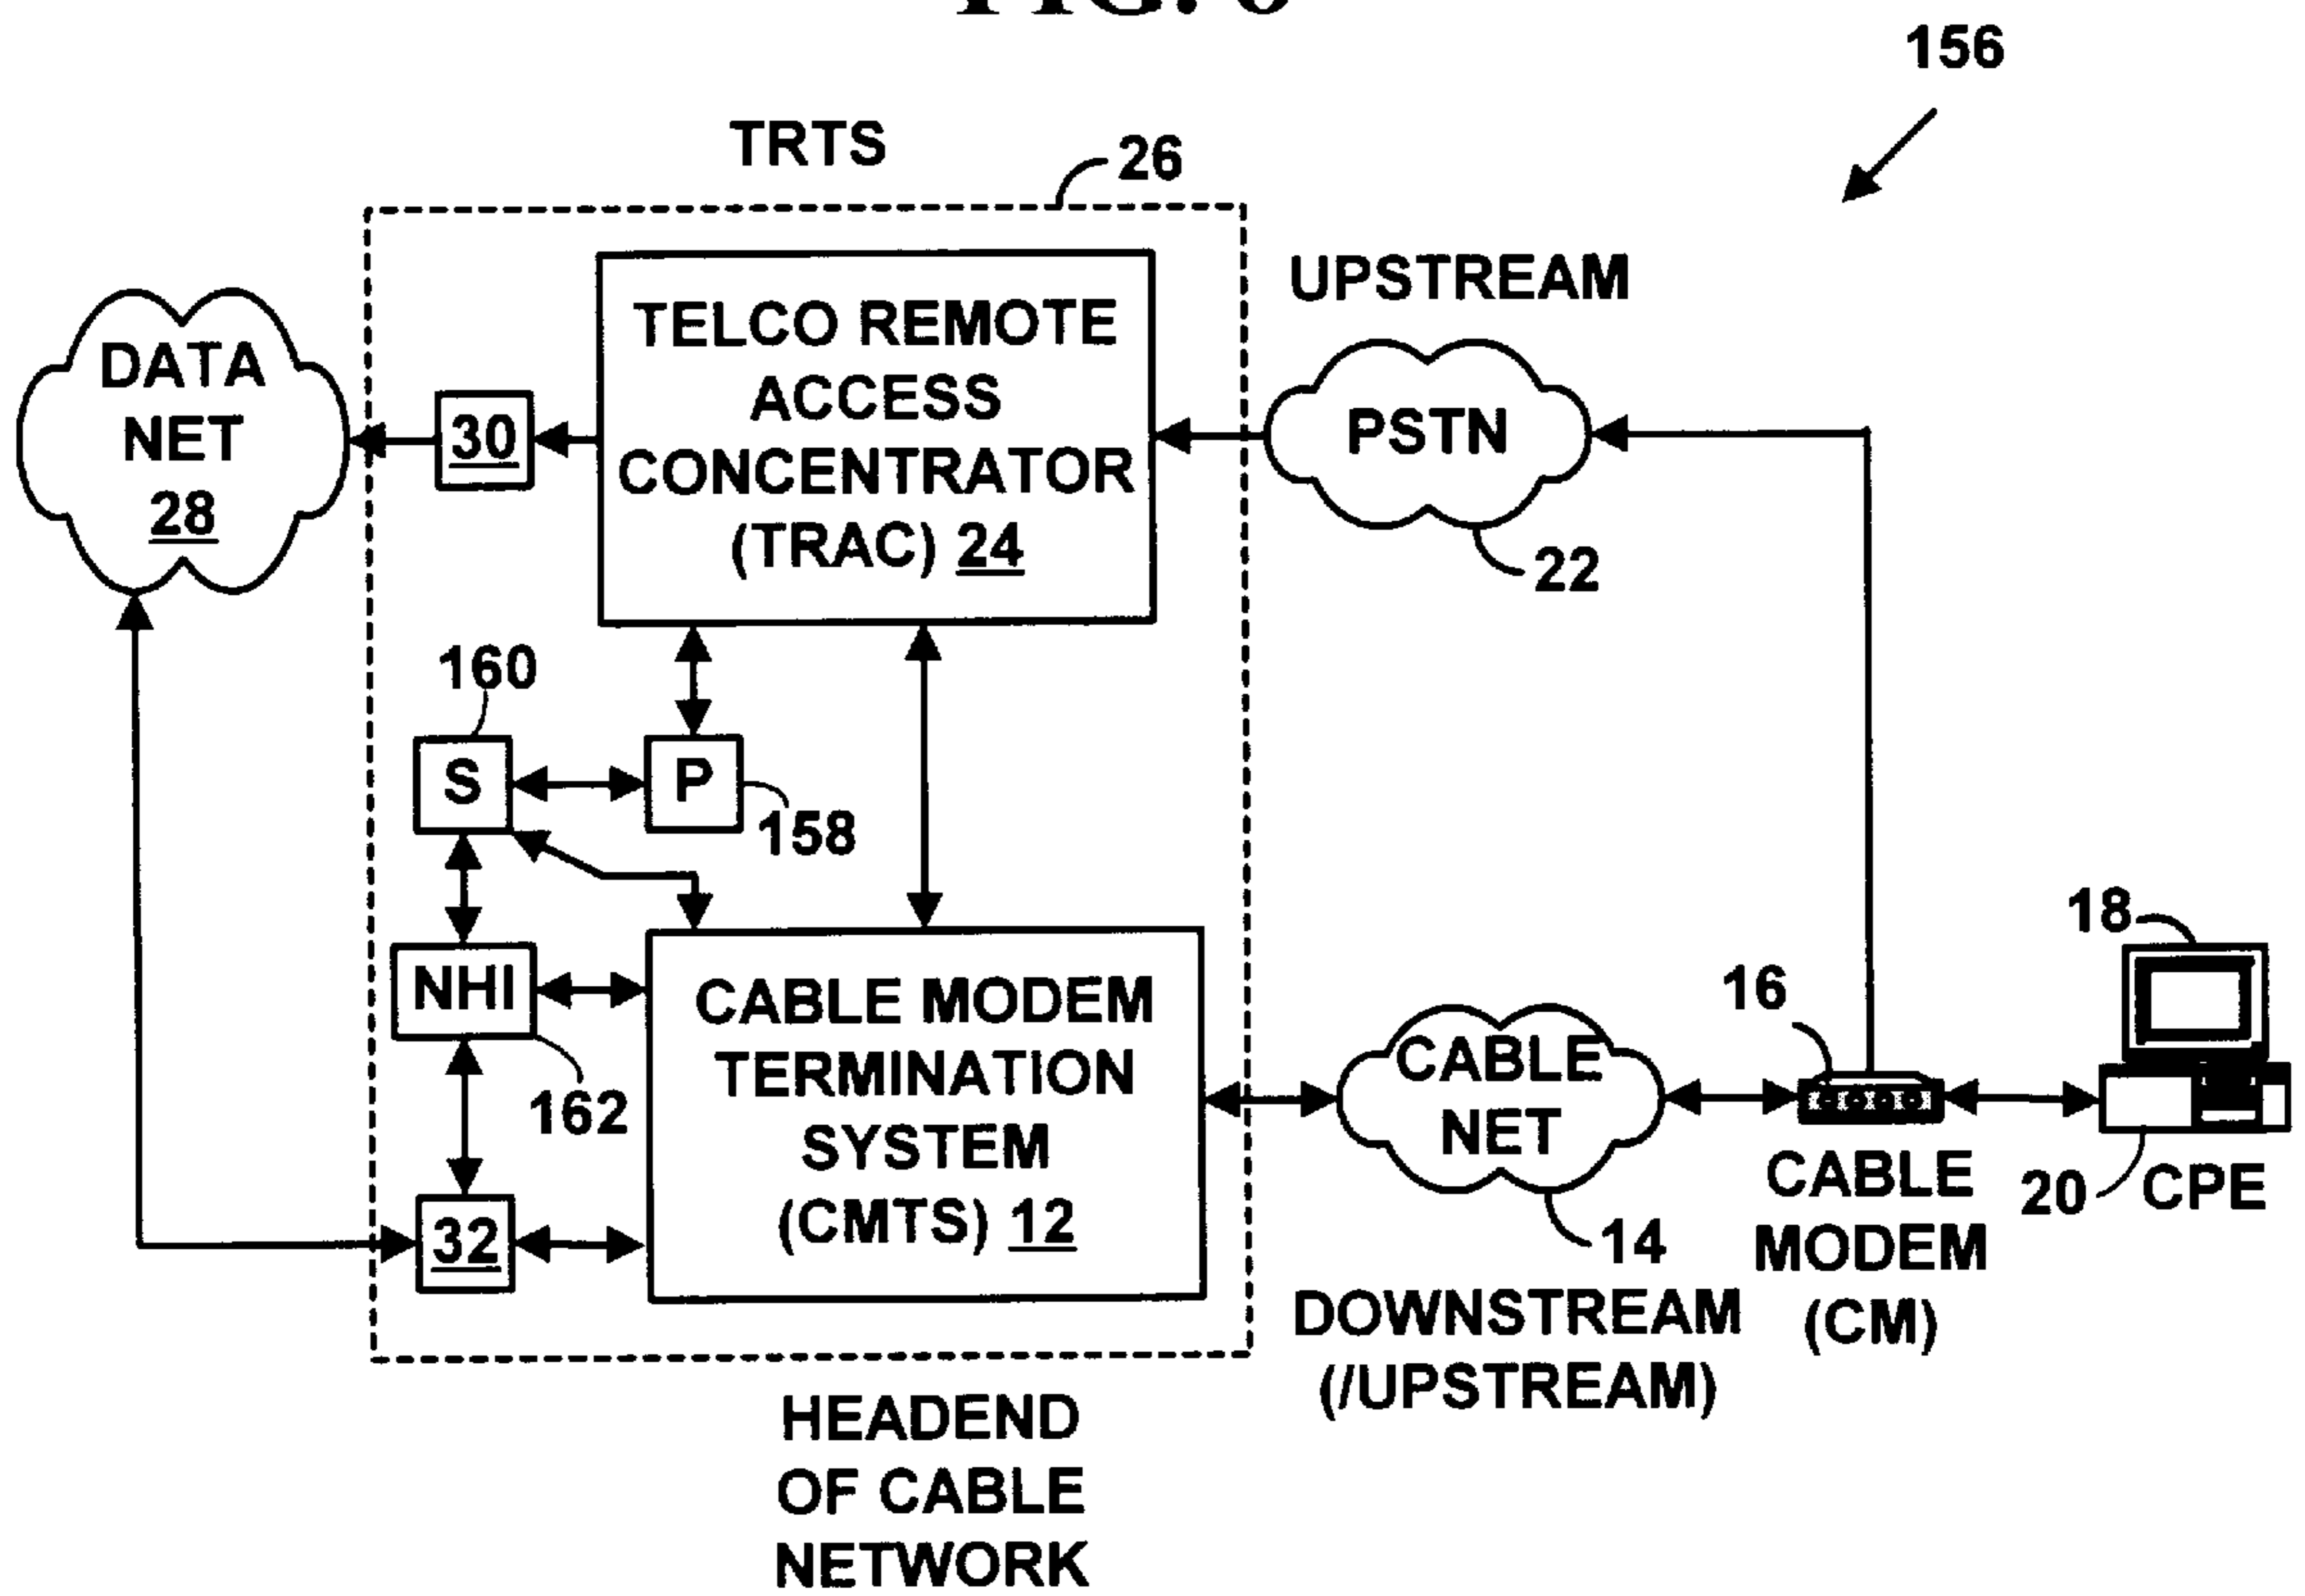 156
TRTS
26
UPSTREAM
TELCO REMOTE
ACCESS
CONCENTRATOR
(TRAC) 24
DATA
NET
28
30
PSTN
22
160
S
P
158
NHI
162
32
CABLE MODEM
TERMINATION
SYSTEM
(CMTS) 12
CABLE
NET
14
DOWNSTREAM
(/UPSTREAM)
16
CABLE
MODEM
(CM)
18
20
CPE
HEADEND
OF CABLE
NETWORK